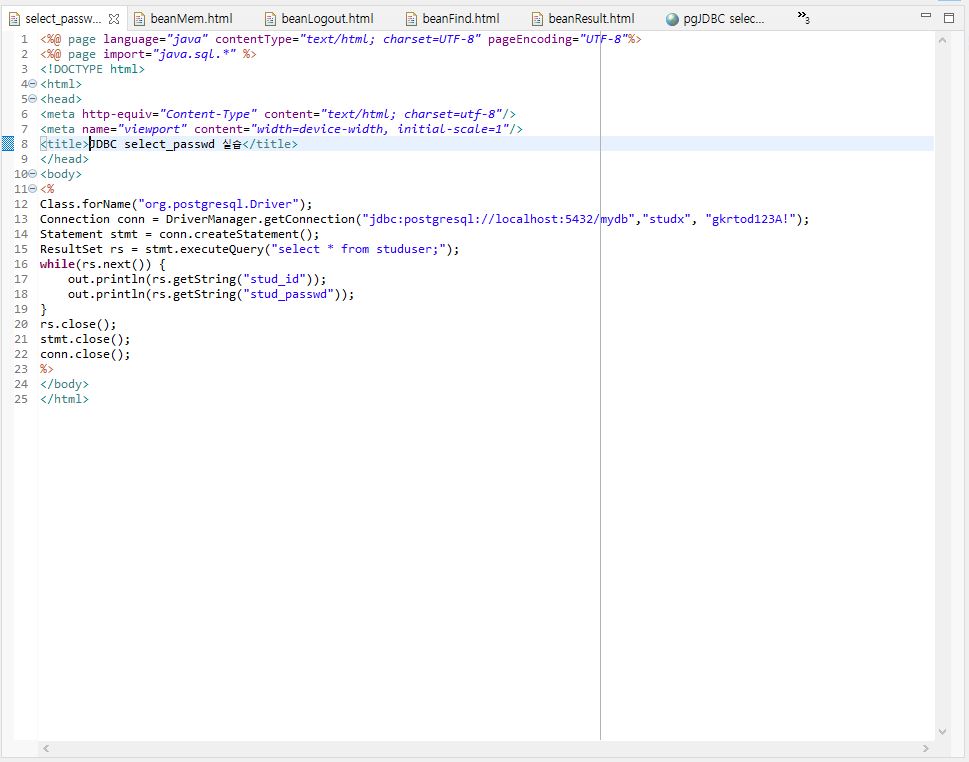 select_passw... beanMem.html beanLogout.html beanFind.html beanResult.html pgJDBC selec... »3
1 <%@ page language="java" contentType="text/html; charset=UTF-8" pageEncoding="UTF-8"%>
2 <%@ page import="java.sql.*" %>
3 <!DOCTYPE html>
4 <html>
5 <head>
6 <meta http-equiv="Content-Type" content="text/html; charset=utf-8"/>
7 <meta name="viewport" content="width=device-width, initial-scale=1"/>
8 <title>JDBC select_passwd 실습</title>
9 </head>
10 <body>
11 <%
12 Class.forName("org.postgresql.Driver");
13 Connection conn = DriverManager.getConnection("jdbc:postgresql://localhost:5432/mydb","studx", "gkrtod123A!");
14 Statement stmt = conn.createStatement();
15 ResultSet rs = stmt.executeQuery("select * from studuser;");
16 while(rs.next()) {
17     out.println(rs.getString("stud_id"));
18     out.println(rs.getString("stud_passwd"));
19 }
20 rs.close();
21 stmt.close();
22 conn.close();
23 %>
24 </body>
25 </html>